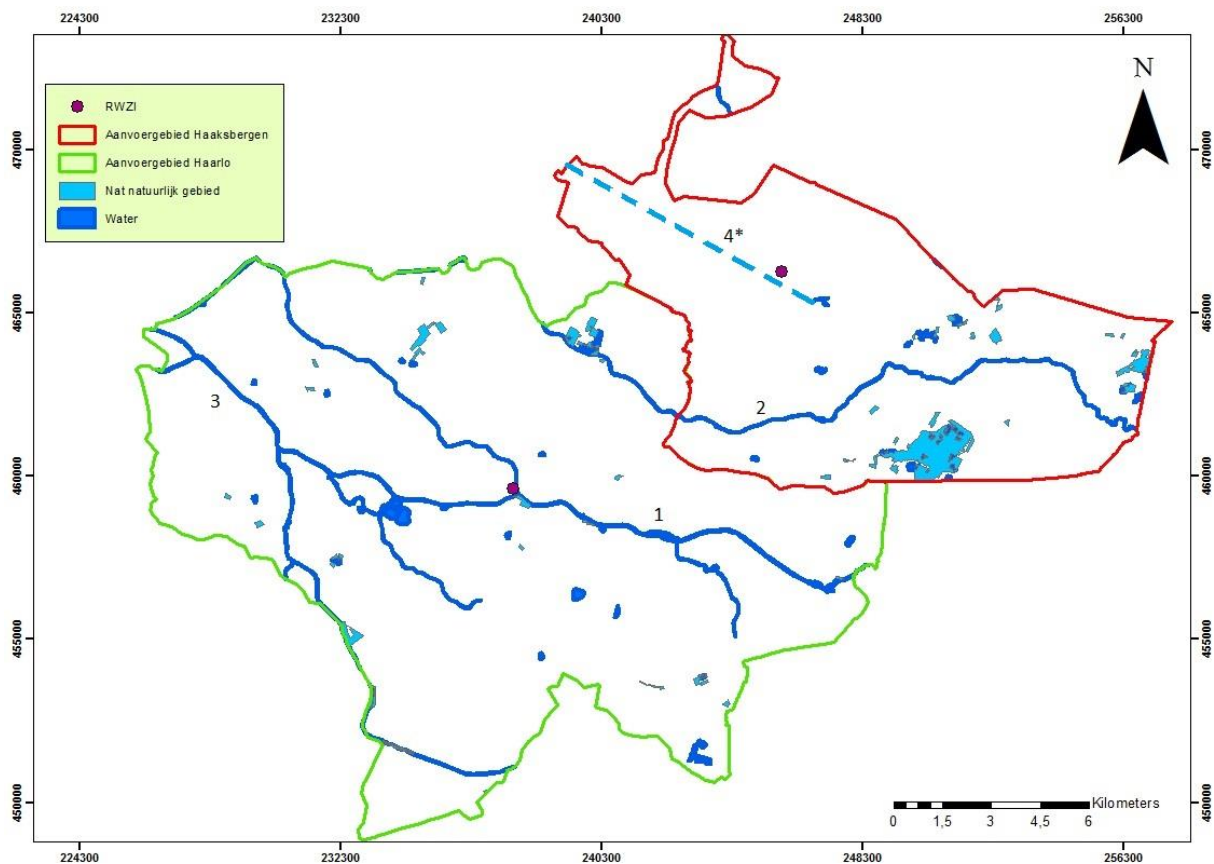 224300 232300 240300 248300 256300
N
RWZI
Aanvoergebied Haaksbergen
Aanvoergebied Haarlo
Nat natuurlijk gebied
Water
470000 470000
4*
465000 465000
3
2
460000 460000
1
455000 455000
450000 450000
Kilometers
0 1,5 3 4,5 6
224300 232300 240300 248300 256300